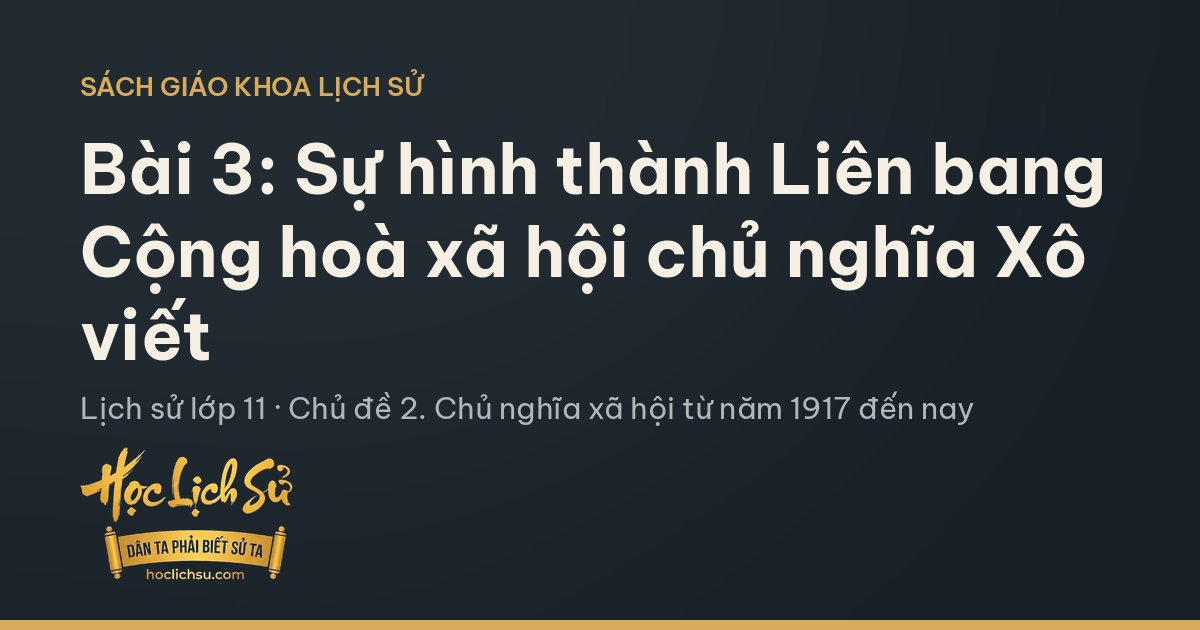 SÁCH GIÁO KHOA LỊCH SỬ
Bài 3: Sự hình thành Liên bang
Cộng hoà xã hội chủ nghĩa Xô
viết
Lịch sử lớp 11 · Chủ đề 2. Chủ nghĩa xã hội từ năm 1917 đến nay
Học Lịch Sử
DÂN TA PHẢI BIẾT SỬ TA
hoclichsu.com